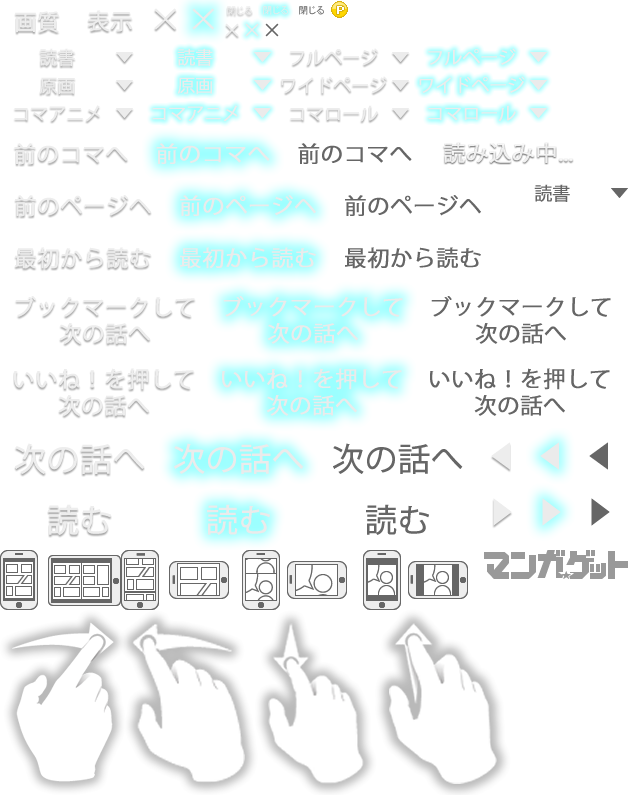 画質 表示 閉じる 閉じる 閉じる P
読書 読書 フルページ フルページ
原画 原画 ワイドページ ワイドページ
コマアニメ コマアニメ コマロール コマロール
前のコマへ 前のコマへ 前のコマへ 読み込み中...
読書
前のページへ 前のページへ 前のページへ
最初から読む 最初から読む 最初から読む
ブックマークして ブックマークして ブックマークして
次の話へ 次の話へ 次の話へ
いいね！を押して いいね！を押して いいね！を押して
次の話へ 次の話へ 次の話へ
次の話へ 次の話へ 次の話へ
読む 読む 読む
マンガゲット